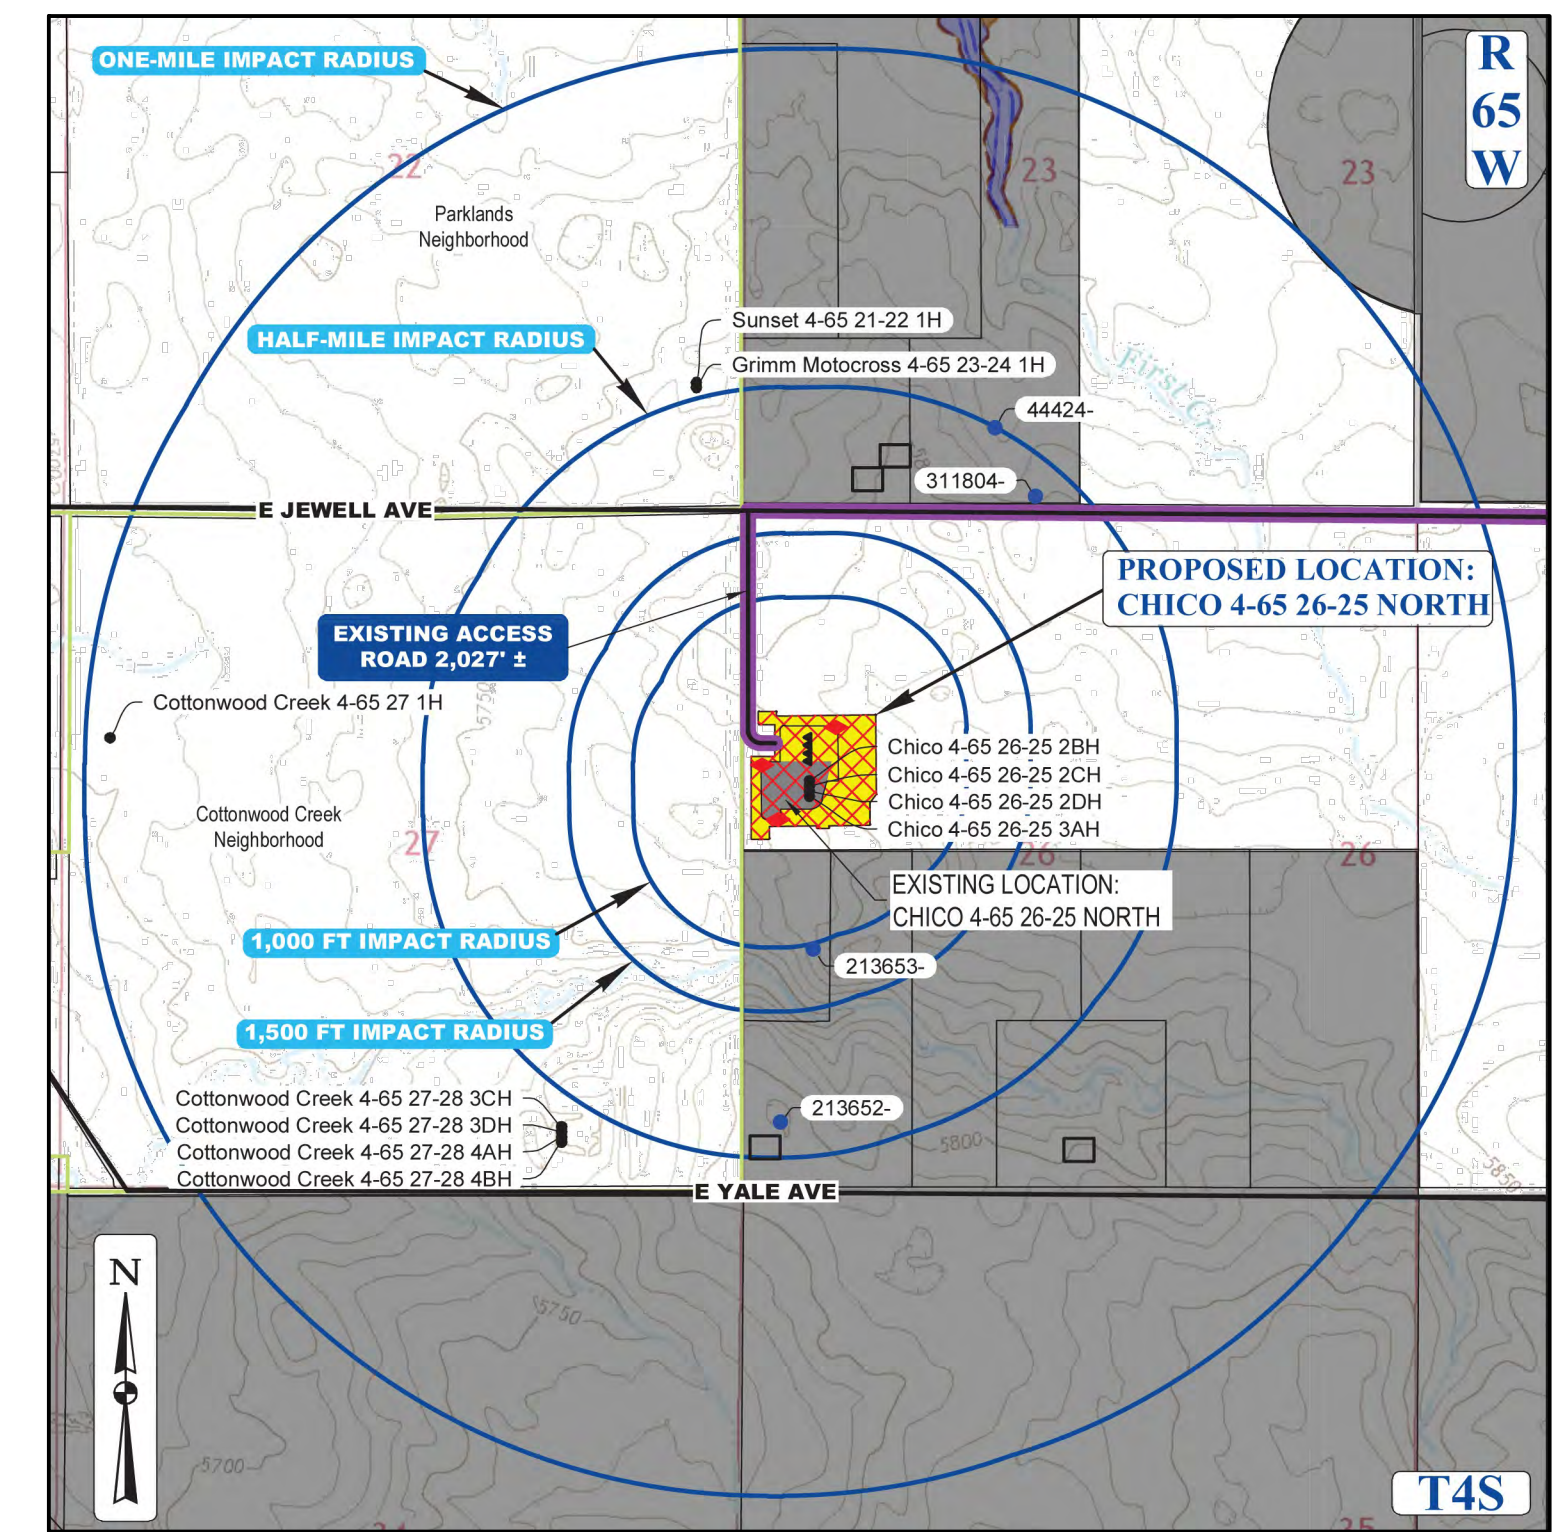 ONE-MILE IMPACT RADIUS
R
65
W
22
23
23
Parklands
Neighborhood
Sunset 4-65 21-22 1H
HALF-MILE IMPACT RADIUS
Grimm Motocross 4-65 23-24 1H
First Cr
44424-
311804-
E JEWELL AVE
PROPOSED LOCATION:
CHICO 4-65 26-25 NORTH
EXISTING ACCESS
ROAD 2,027' ±
5750
Cottonwood Creek 4-65 27 1H
Chico 4-65 26-25 2BH
Chico 4-65 26-25 2CH
Chico 4-65 26-25 2DH
Chico 4-65 26-25 3AH
Cottonwood Creek
Neighborhood
27
26
26
EXISTING LOCATION:
CHICO 4-65 26-25 NORTH
1,000 FT IMPACT RADIUS
213653-
1,500 FT IMPACT RADIUS
Cottonwood Creek 4-65 27-28 3CH
Cottonwood Creek 4-65 27-28 3DH
Cottonwood Creek 4-65 27-28 4AH
Cottonwood Creek 4-65 27-28 4BH
213652-
5800
5850
E YALE AVE
N
5750
5700
T4S